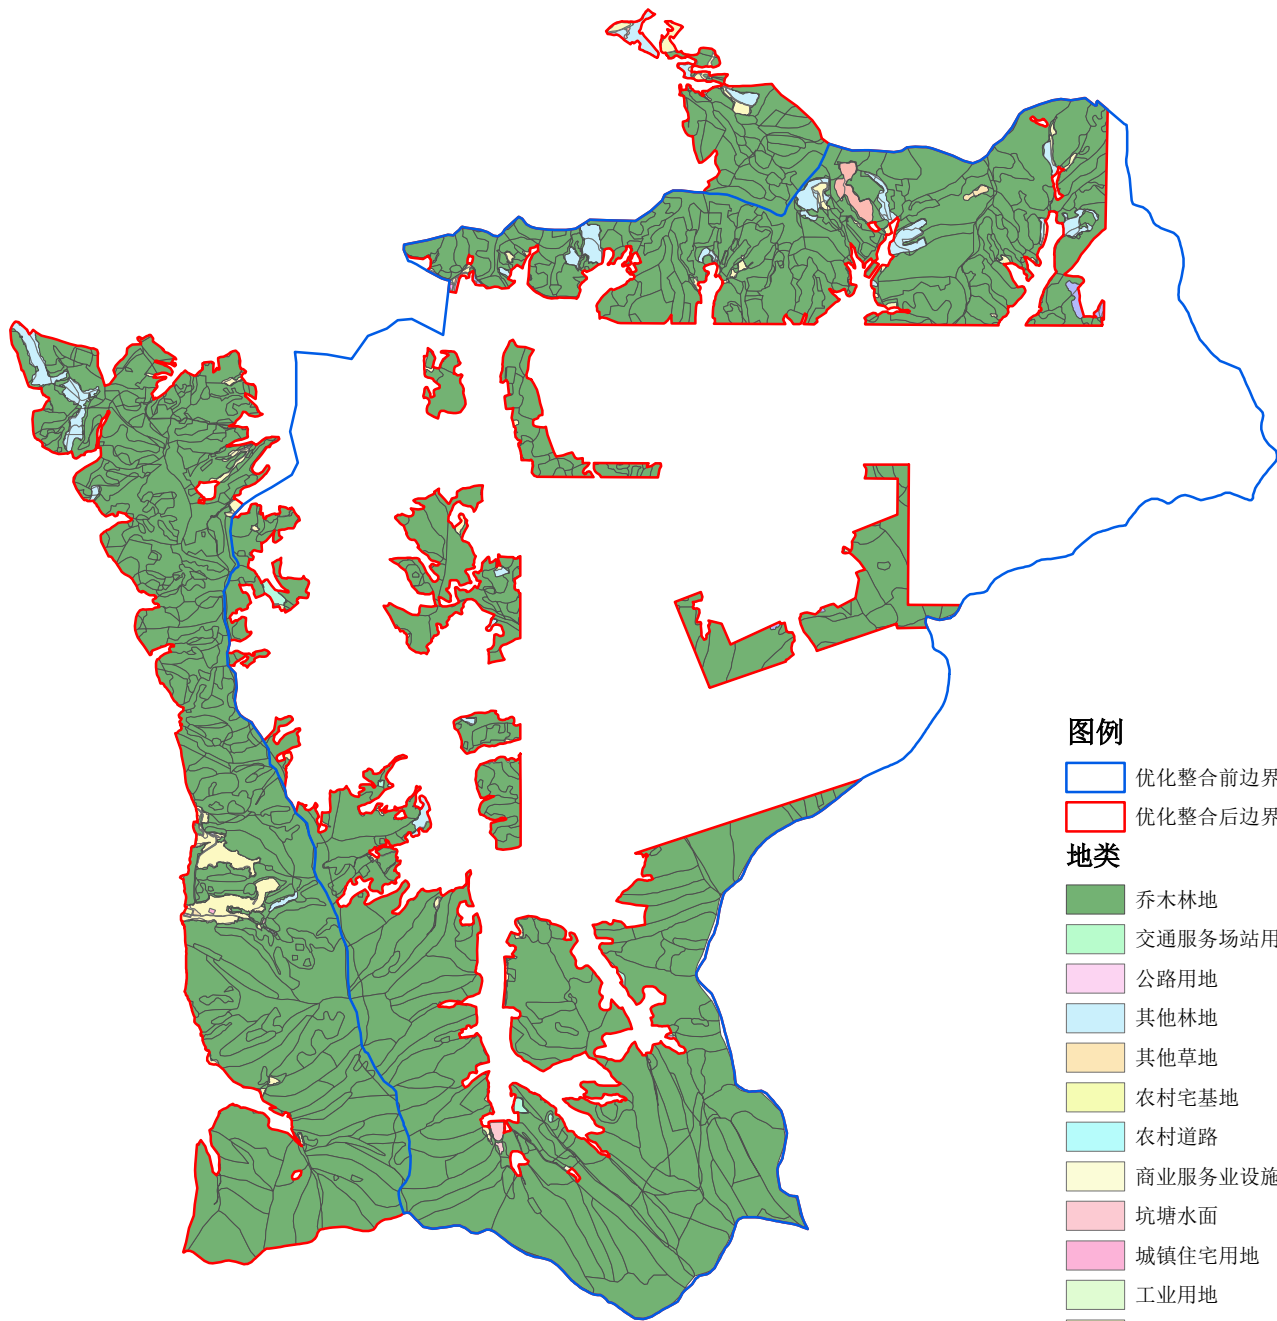 图例
优化整合前边界
优化整合后边界
地类
乔木林地
交通服务场站用
公路用地
其他林地
其他草地
农村宅基地
农村道路
商业服务业设施
坑塘水面
城镇住宅用地
工业用地